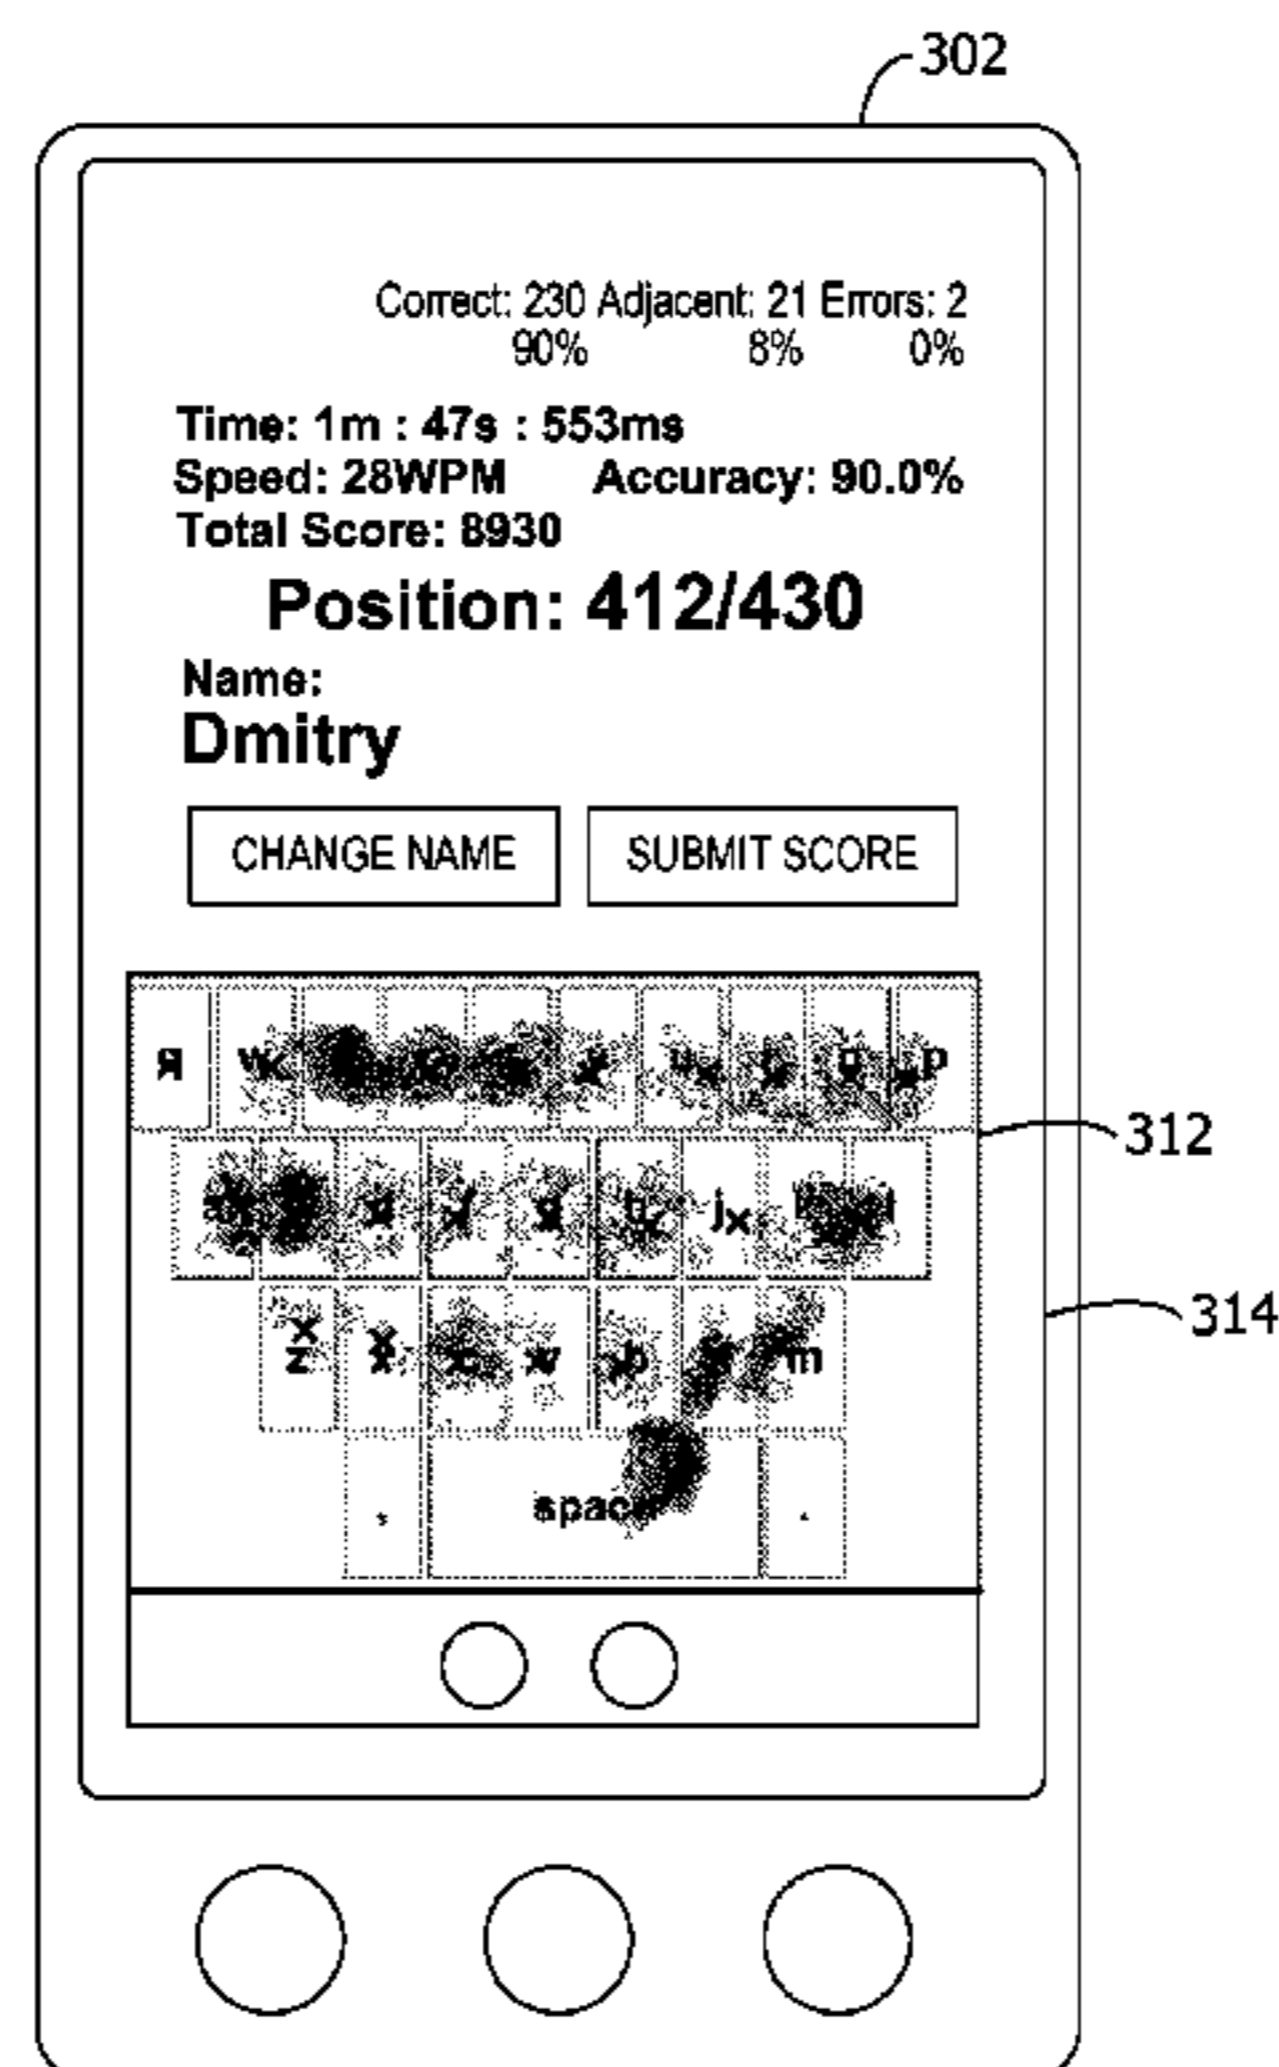 302
Correct: 230 Adjacent: 21 Errors: 2
90% 8% 0%
Time: 1m : 47s : 553ms
Speed: 28WPM Accuracy: 90.0%
Total Score: 8930
Position: 412/430
Name:
Dmitry
CHANGE NAME SUBMIT SCORE
312
w p
j
314
z b m
space